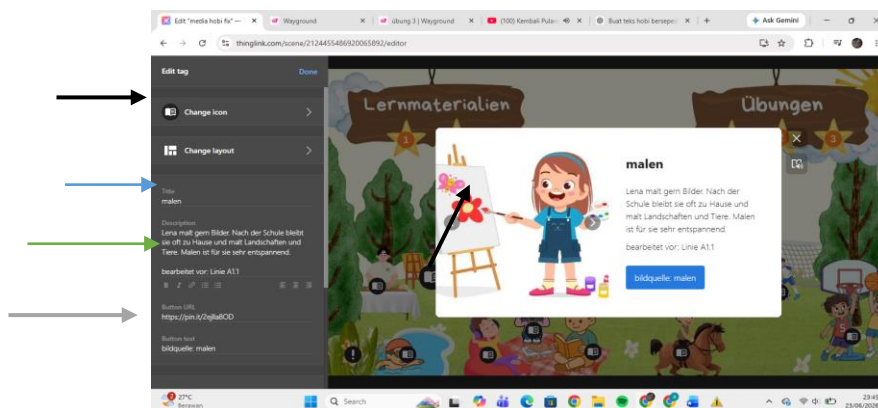 Edit "media hobi fix" —
Wayground
übung 3 | Wayground
(100) Kembali Pulan
Buat teks hobi bersepe
Ask Gemini
thinglink.com/scene/2124455486920065892/editor
Edit tag
Done
Change icon
Change layout
Title
malen
Description
Lena malt gern Bilder. Nach der Schule bleibt
sie oft zu Hause und malt Landschaften und
Tiere. Malen ist für sie sehr entspannend.
bearbeitet vor: Linie A1.1
Button URL
Button text
bildquelle: malen
Lernmaterialien
1
Übungen
3
malen
Lena malt gern Bilder. Nach der
Schule bleibt sie oft zu Hause und
malt Landschaften und Tiere. Malen
ist für sie sehr entspannend.
bearbeitet vor: Linie A1.1
bildquelle: malen
5
27°C
Berawan
Search
23:45